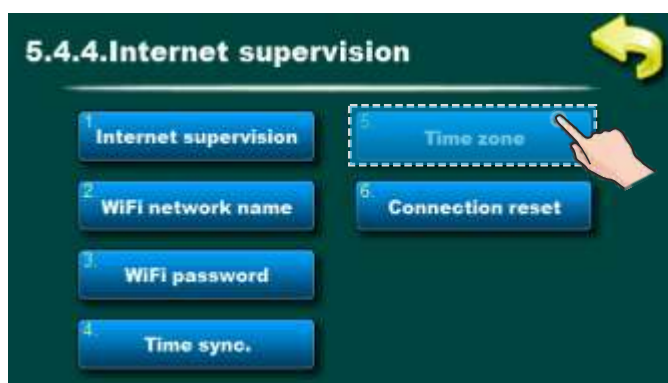 5.4.4.Internet supervision
1.
Internet supervision
2.
WiFi network name
3.
WiFi password
4.
Time sync.
5.
Time zone
6.
Connection reset